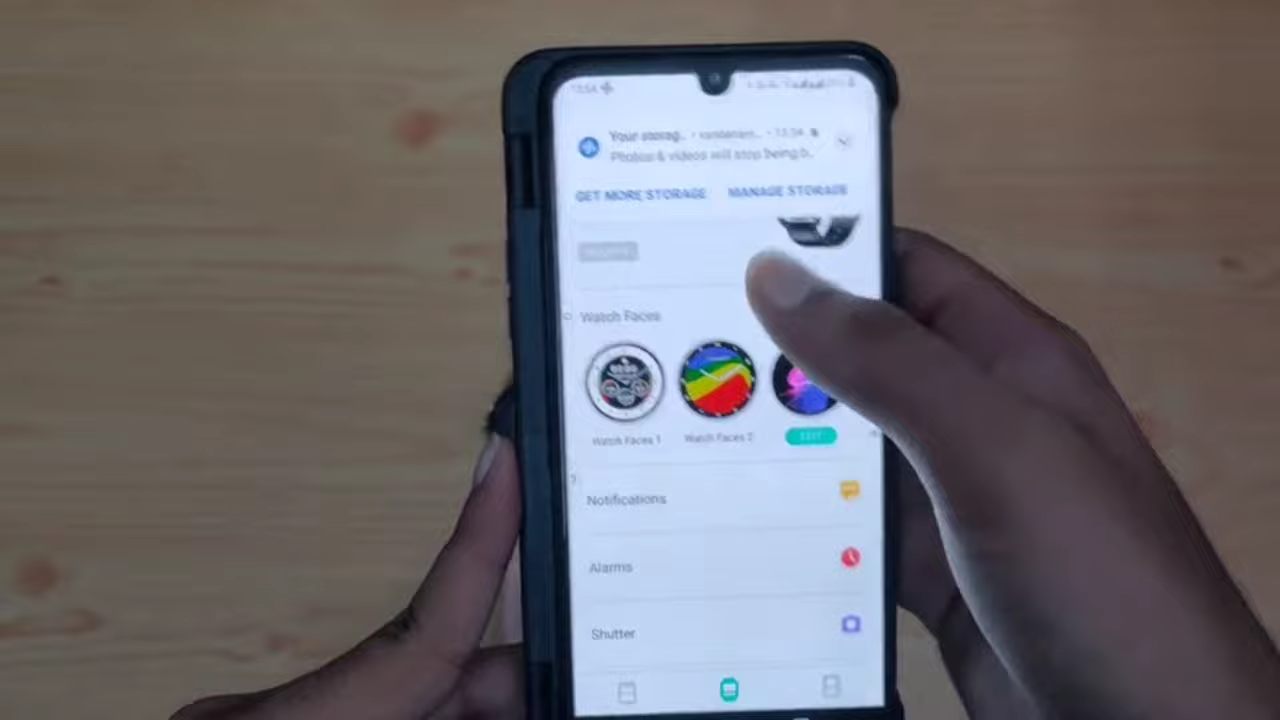 Your storag..
Photos & videos will stop being b..
GET MORE STORAGE MANAGE STORAGE
Watch Faces
Watch Faces 1 Watch Faces 2
EDIT
Notifications
Alarms
Shutter